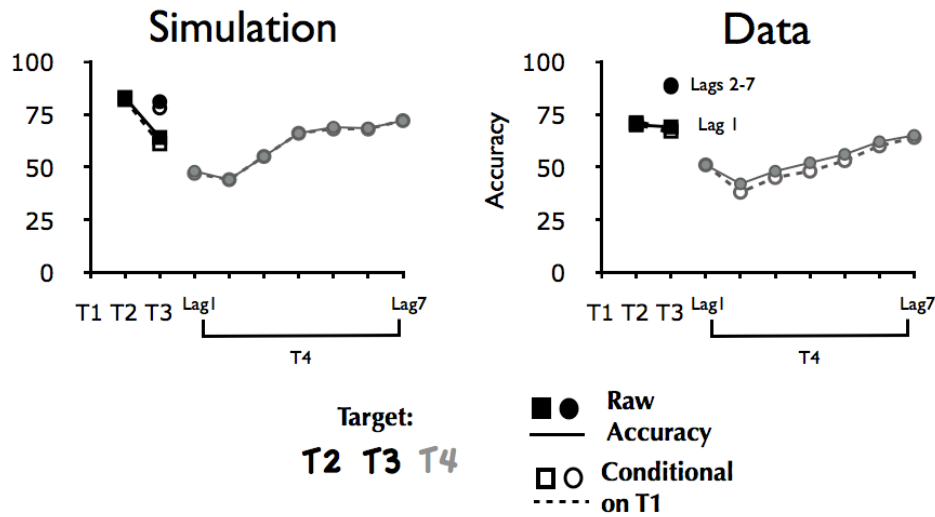 Simulation
Data
100
75
50
25
0
T1 T2 T3 Lag1 Lag7
T4
Accuracy
100
75
50
25
0
Lags 2-7
Lag 1
T1 T2 T3 Lag1 Lag7
T4
Target:
T2 T3 T4
Raw
Accuracy
Conditional
on T1